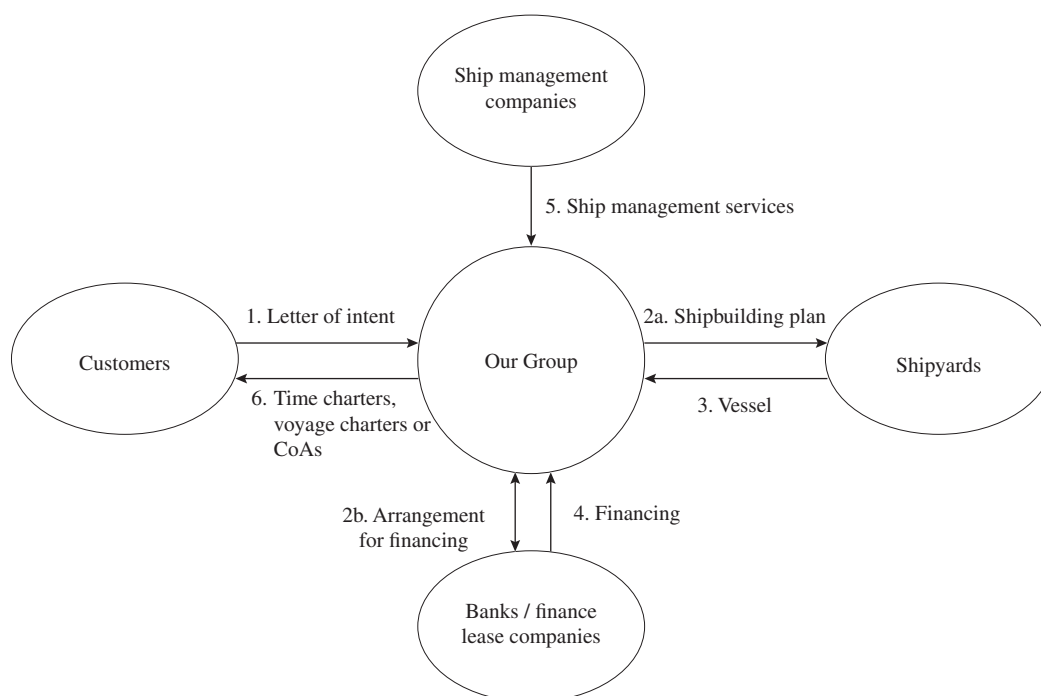 Ship management
companies
5. Ship management services
1. Letter of intent
2a. Shipbuilding plan
Customers
Our Group
Shipyards
6. Time charters,
voyage charters or
CoAs
3. Vessel
2b. Arrangement
for financing
4. Financing
Banks / finance
lease companies